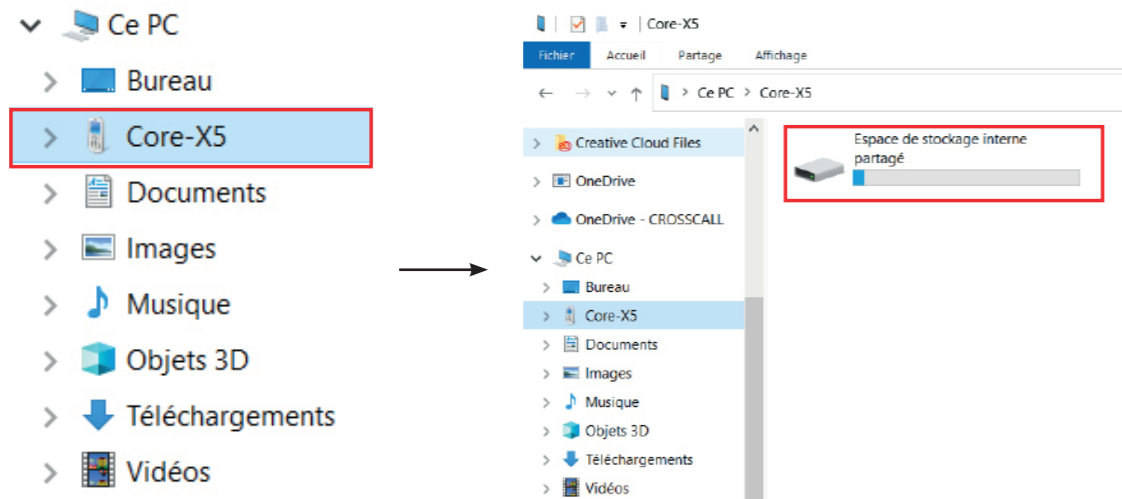 Ce PC
Bureau
Core-X5
Documents
Images
Musique
Objets 3D
Téléchargements
Vidéos
Core-X5
Fichier Accueil Partage Affichage
Ce PC > Core-X5
Creative Cloud Files
OneDrive
OneDrive - CROSSCALL
Ce PC
Bureau
Core-X5
Documents
Images
Musique
Objets 3D
Téléchargements
Vidéos
Espace de stockage interne
partagé